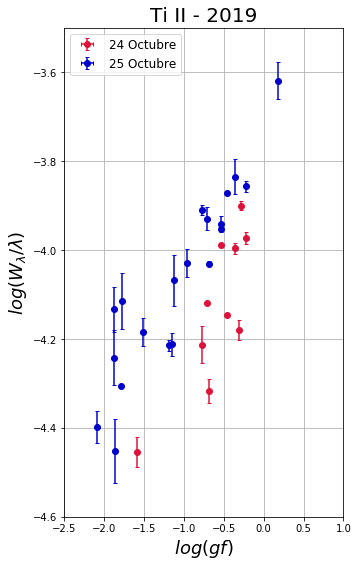 Ti II - 2019
24 Octubre
25 Octubre
log(W_λ/λ)
−3.6
−3.8
−4.0
−4.2
−4.4
−4.6
−2.5 −2.0 −1.5 −1.0 −0.5 0.0 0.5 1.0
log(gf)